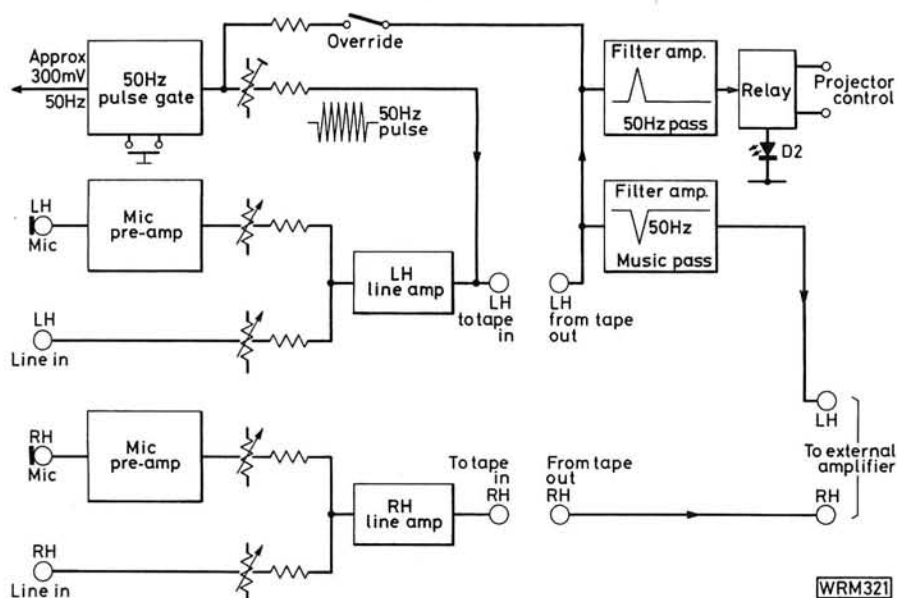 Approx
300mV
50Hz
50Hz
pulse gate
Override
50Hz
pulse
Filter amp.
50Hz pass
Relay
Projector
control
D2
LH
Mic
Mic
pre-amp
LH
line amp
LH
to tape
in
LH
from tape
out
Filter amp.
50Hz
Music pass
LH
Line in
LH
To external
amplifier
RH
Mic
Mic
pre-amp
RH
line amp
To tape
in
RH
From tape
out
RH
RH
RH
Line in
WRM321